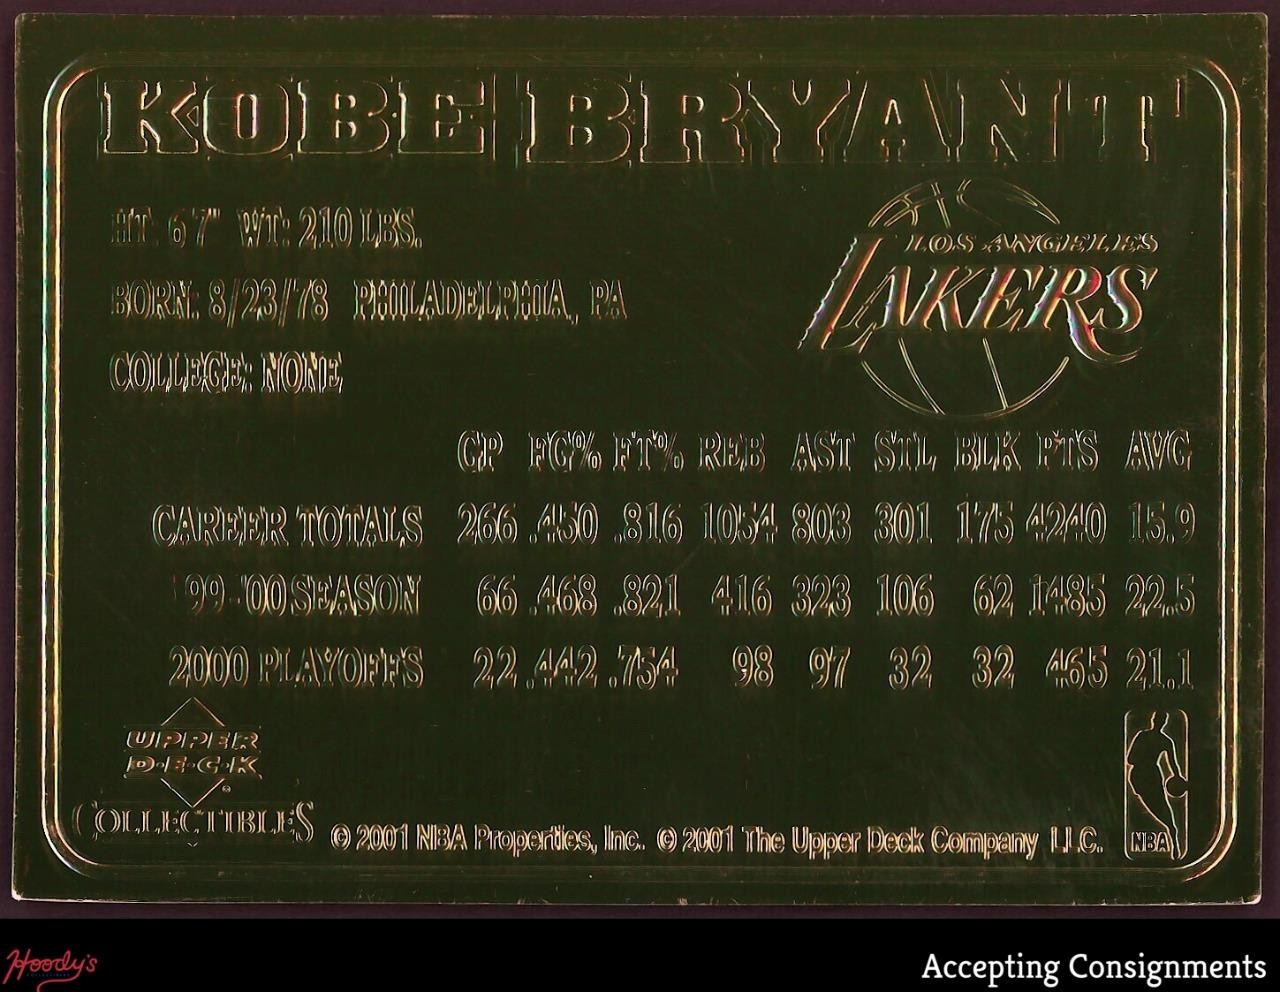 KOBE BRYANT
HT: 6'7" WT: 210 LBS.
BORN: 8/23/78 PHILADELPHIA, PA
COLLEGE: NONE
LOS ANGELES
LAKERS
GP FG% FT% REB AST STL BLK PTS AVG
CAREER TOTALS 266 .450 .816 1054 803 301 175 4240 15.9
'99-'00 SEASON 66 .468 .821 416 323 106 62 1485 22.5
2000 PLAYOFFS 22 .442 .754 98 97 32 32 465 21.1
UPPER
D·E·C·K
COLLECTIBLES
© 2001 NBA Properties, Inc. © 2001 The Upper Deck Company LLC.
NBA
Hoody's
Accepting Consignments